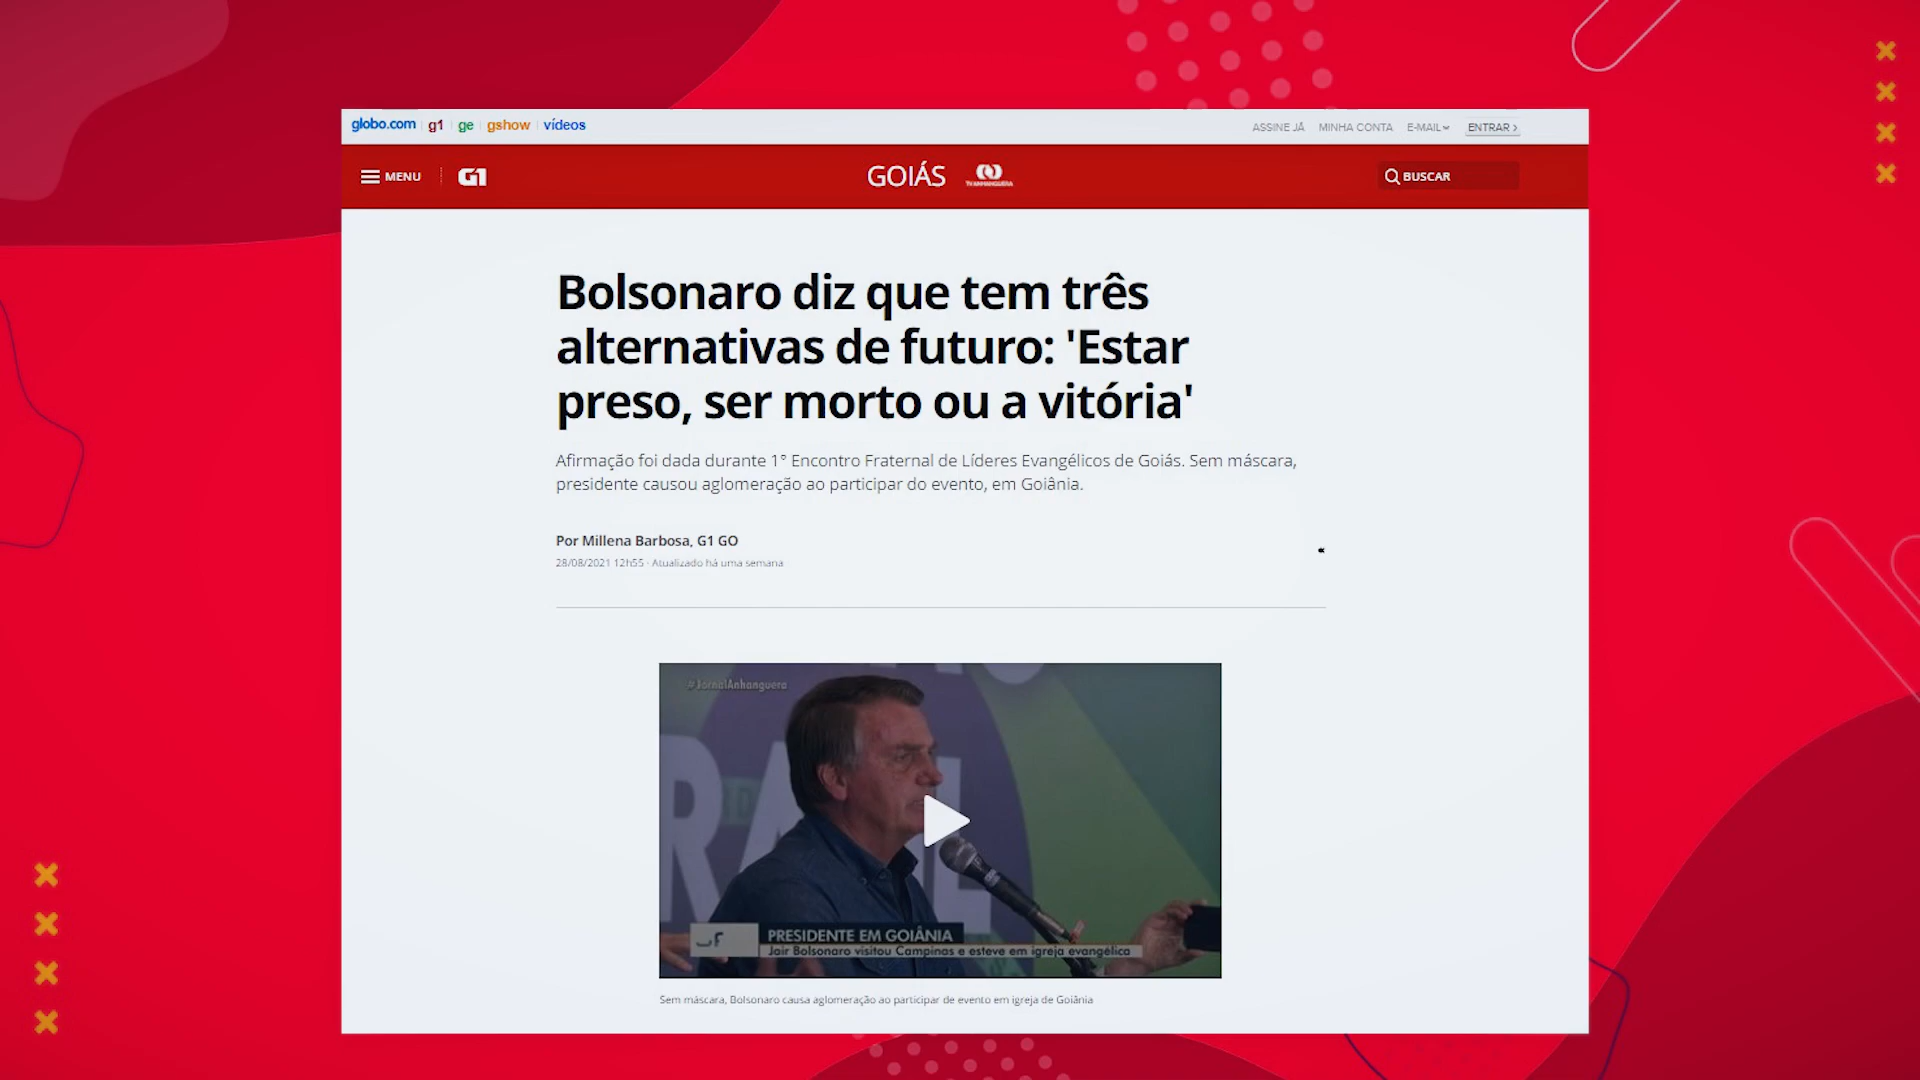 globo.com g1 ge gshow vídeos
ASSINE JÁ MINHA CONTA E-MAIL ENTRAR
MENU G1 GOIÁS TV ANHANGUERA BUSCAR
Bolsonaro diz que tem três
alternativas de futuro: 'Estar
preso, ser morto ou a vitória'
Afirmação foi dada durante 1° Encontro Fraternal de Líderes Evangélicos de Goiás. Sem máscara,
presidente causou aglomeração ao participar do evento, em Goiânia.
Por Millena Barbosa, G1 GO
28/08/2021 12h55 · Atualizado há uma semana
#JornalAnhanguera
PRESIDENTE EM GOIÂNIA
Jair Bolsonaro visitou Campinas e esteve em igreja evangélica
Sem máscara, Bolsonaro causa aglomeração ao participar de evento em igreja de Goiânia